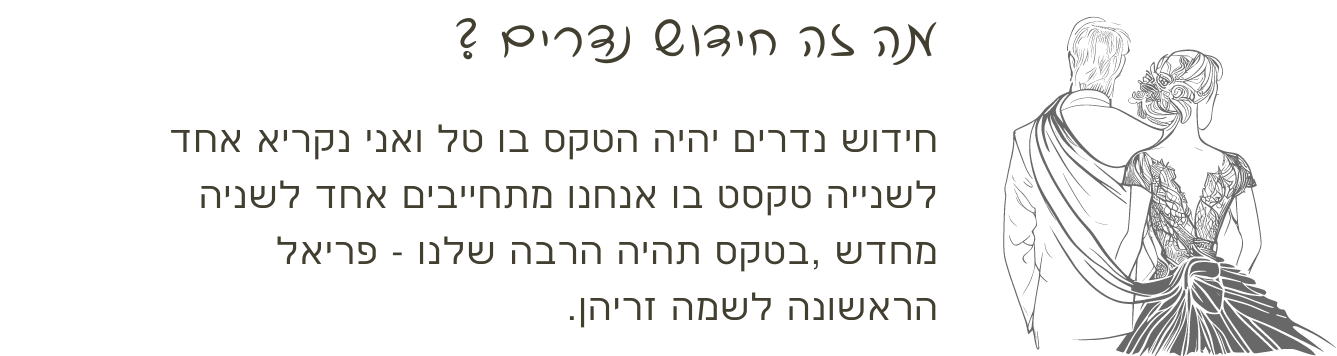 מה זה חידוש נדרים ?
חידוש נדרים יהיה הטקס בו טל ואני נקריא אחד
לשנייה טקסט בו אנחנו מתחייבים אחד לשניה
מחדש ,בטקס תהיה הרבה שלנו - פריאל
הראשונה לשמה זריהן.